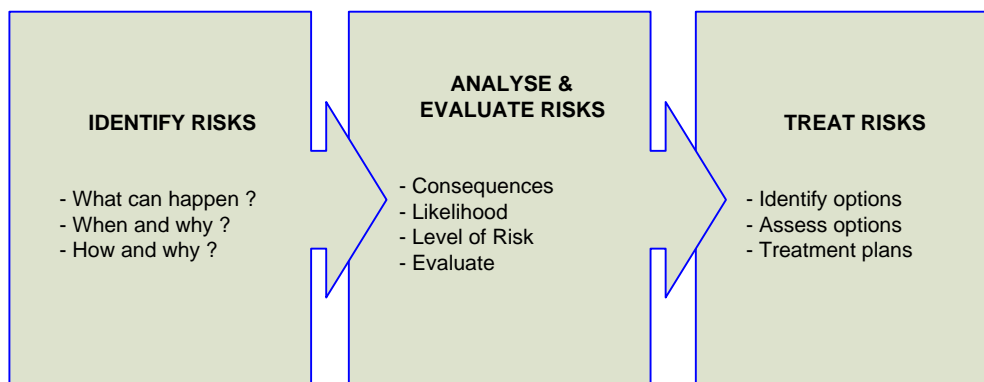 IDENTIFY RISKS
- What can happen ?
- When and why ?
- How and why ?
ANALYSE &
EVALUATE RISKS
- Consequences
- Likelihood
- Level of Risk
- Evaluate
TREAT RISKS
- Identify options
- Assess options
- Treatment plans